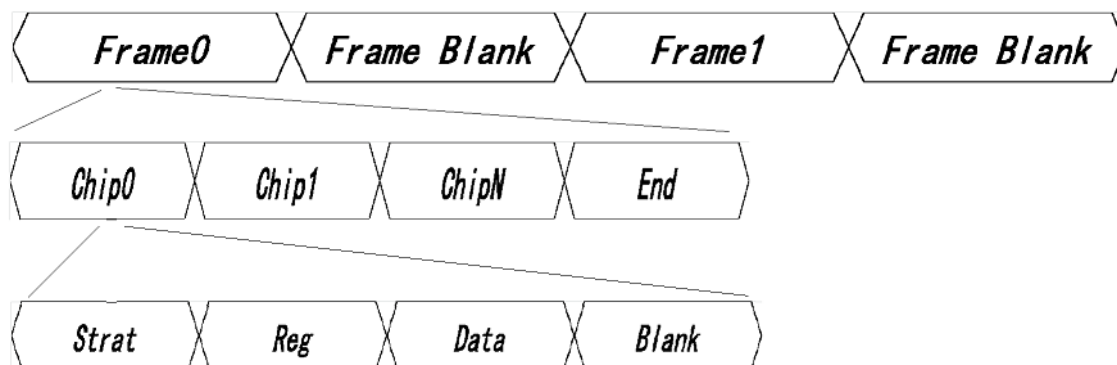 Frame0 Frame Blank Frame1 Frame Blank
Chip0 Chip1 ChipN End
Strat Reg Data Blank